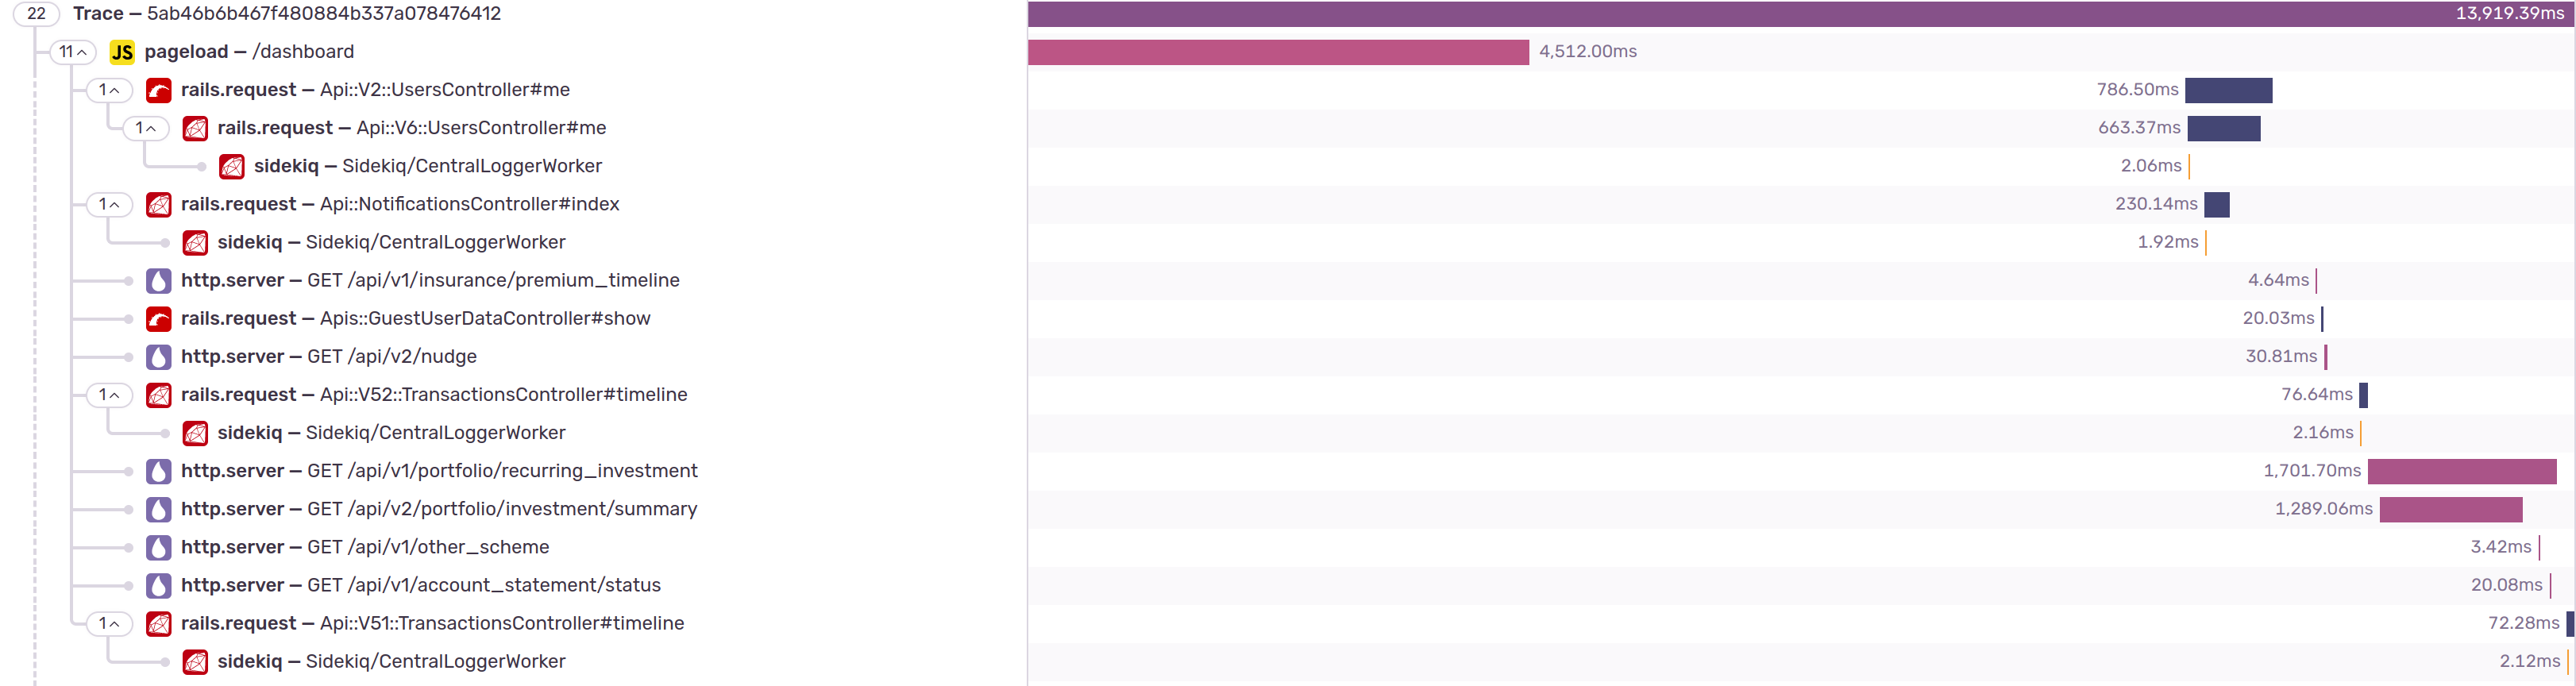 22 Trace — 5ab46b6b467f480884b337a078476412 13,919.39ms
11 JS pageload — /dashboard 4,512.00ms
1 rails.request — Api::V2::UsersController#me 786.50ms
1 rails.request — Api::V6::UsersController#me 663.37ms
sidekiq — Sidekiq/CentralLoggerWorker 2.06ms
1 rails.request — Api::NotificationsController#index 230.14ms
sidekiq — Sidekiq/CentralLoggerWorker 1.92ms
http.server — GET /api/v1/insurance/premium_timeline 4.64ms
rails.request — Apis::GuestUserDataController#show 20.03ms
http.server — GET /api/v2/nudge 30.81ms
1 rails.request — Api::V52::TransactionsController#timeline 76.64ms
sidekiq — Sidekiq/CentralLoggerWorker 2.16ms
http.server — GET /api/v1/portfolio/recurring_investment 1,701.70ms
http.server — GET /api/v2/portfolio/investment/summary 1,289.06ms
http.server — GET /api/v1/other_scheme 3.42ms
http.server — GET /api/v1/account_statement/status 20.08ms
1 rails.request — Api::V51::TransactionsController#timeline 72.28ms
sidekiq — Sidekiq/CentralLoggerWorker 2.12ms